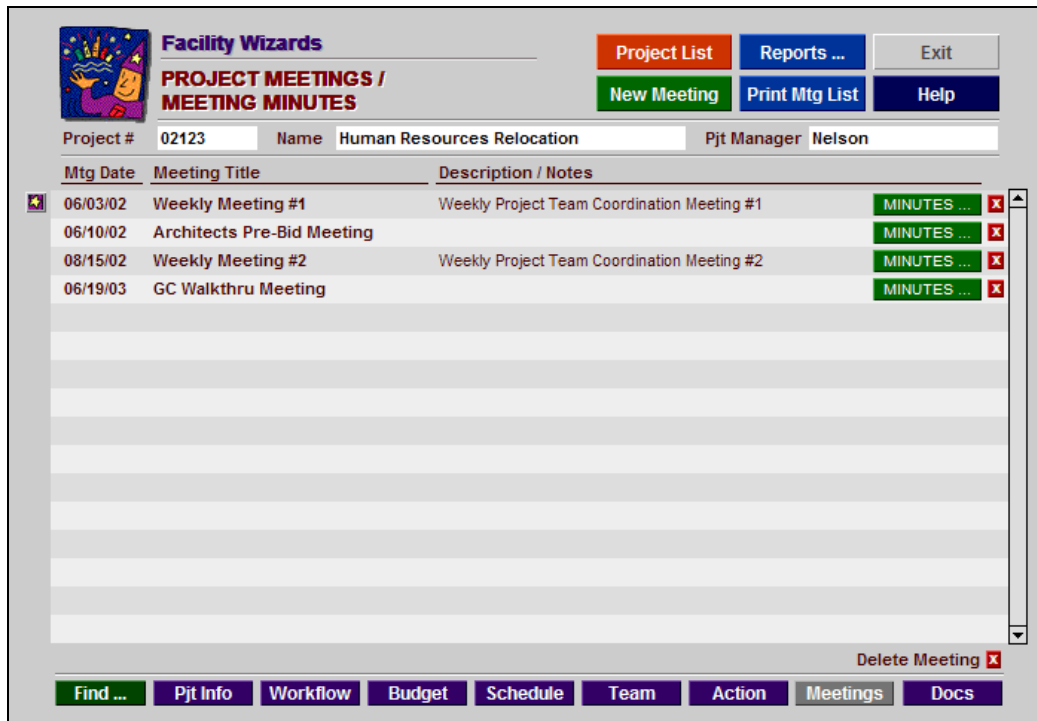 Facility Wizards
PROJECT MEETINGS /
MEETING MINUTES
Project List Reports ... Exit
New Meeting Print Mtg List Help
Project # 02123 Name Human Resources Relocation Pjt Manager Nelson
Mtg Date Meeting Title Description / Notes
06/03/02 Weekly Meeting #1 Weekly Project Team Coordination Meeting #1 MINUTES ... X
06/10/02 Architects Pre-Bid Meeting MINUTES ... X
08/15/02 Weekly Meeting #2 Weekly Project Team Coordination Meeting #2 MINUTES ... X
06/19/03 GC Walkthru Meeting MINUTES ... X
Delete Meeting X
Find ... Pjt Info Workflow Budget Schedule Team Action Meetings Docs